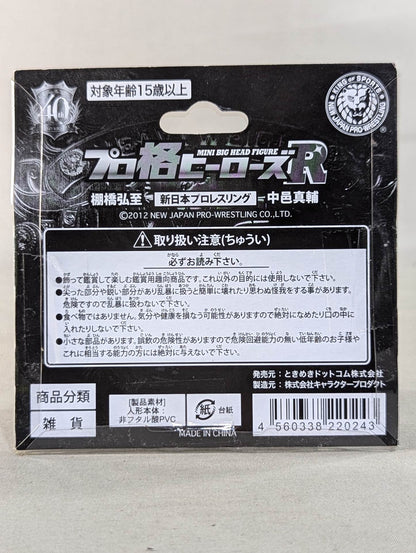 40th
対象年齢15歳以上
KING OF SPORTS
NEW JAPAN PRO-WRESTLING
MINI BIG HEAD FIGURE
プロ格ヒーローズR
棚橋弘至 新日本プロレスリング 中邑真輔
©2012 NEW JAPAN PRO-WRESTLING CO.,LTD.
取り扱い注意(ちゅうい)
必ずお読み下さい。
●飾って鑑賞して楽しむ鑑賞用趣向商品です。これ以外の目的には使用しないで下さい。
●尖った部分や鋭い部分があり乱暴に扱うと簡単に壊れたり思わぬ怪我をする事があります。
危険ですので乱暴に扱わないで下さい。
●食べ物ではありません。気分や健康を損なう可能性がありますので絶対になめたり口の中に
入れたりしないで下さい。
●小さな部品があります。誤飲の危険性がありますので危険回避能力の無い低年齢のお子様や
これに相当する能力の方には絶対に与えないで下さい。
商品分類
雑貨
【製品素材】
人形本体:
非フタル酸PVC
紙 台紙
MADE IN CHINA
発売元: ときめきドットコム株式会社
製造元: 株式会社キャラクタープロダクト
4 560338 220243